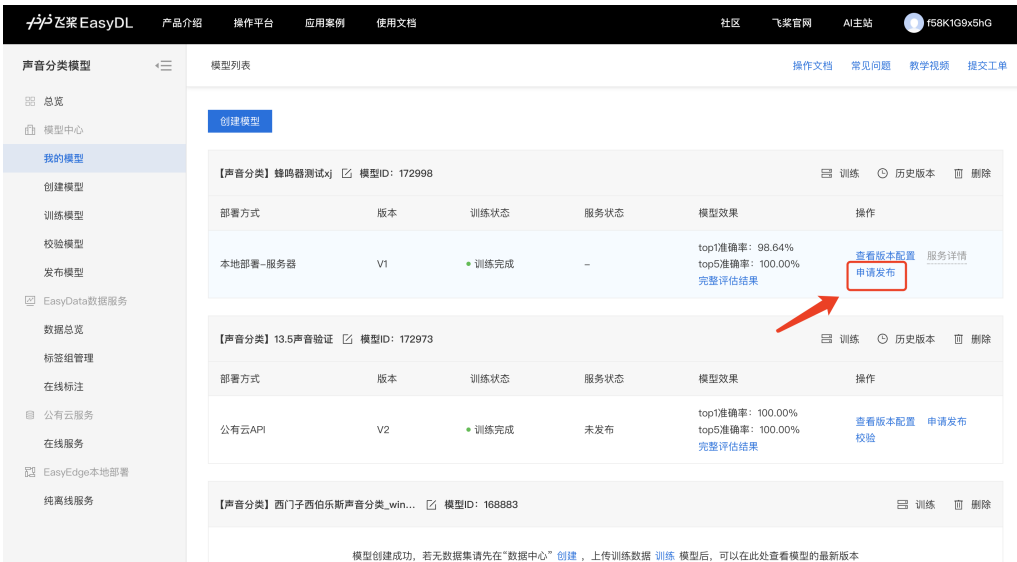 飞桨EasyDL 产品介绍 操作平台 应用案例 使用文档 社区 飞桨官网 AI主站 f58K1G9x5hG
声音分类模型
模型列表 操作文档 常见问题 教学视频 提交工单
总览
模型中心
我的模型
创建模型
训练模型
校验模型
发布模型
EasyData数据服务
数据总览
标签组管理
在线标注
公有云服务
在线服务
EasyEdge本地部署
纯离线服务
创建模型
【声音分类】蜂鸣器测试xj 模型ID：172998 训练 历史版本 删除
部署方式 版本 训练状态 服务状态 模型效果 操作
本地部署-服务器 V1 训练完成 –
top1准确率：98.64%
top5准确率：100.00%
完整评估结果
查看版本配置 服务详情
申请发布
【声音分类】13.5声音验证 模型ID：172973 训练 历史版本 删除
部署方式 版本 训练状态 服务状态 模型效果 操作
公有云API V2 训练完成 未发布
top1准确率：100.00%
top5准确率：100.00%
完整评估结果
查看版本配置 申请发布
校验
【声音分类】西门子西伯乐斯声音分类_win... 模型ID：168883 训练 删除
模型创建成功，若无数据集请先在“数据中心” 创建 ，上传训练数据 训练 模型后，可以在此处查看模型的最新版本